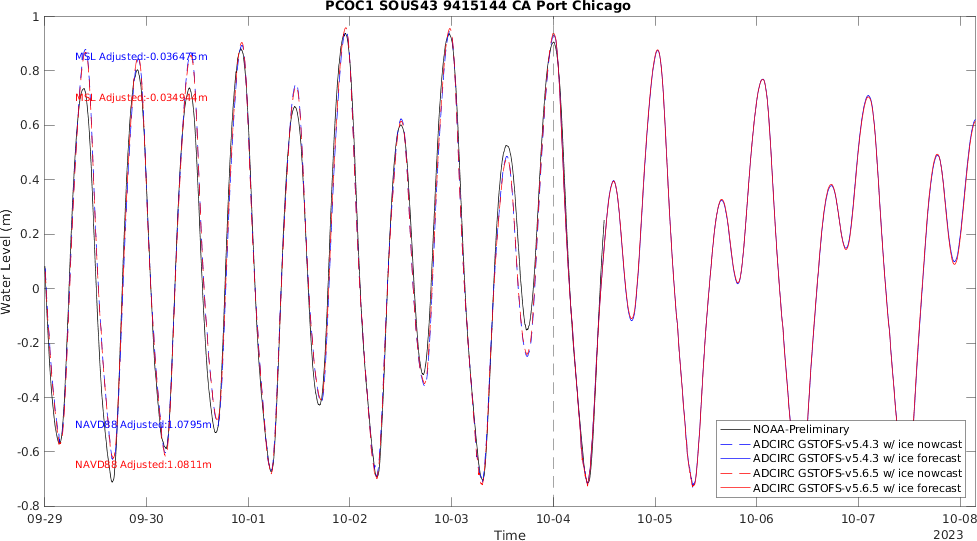 PCOC1 SOUS43 9415144 CA Port Chicago
MSL Adjusted:-0.036475m
MSL Adjusted:-0.034944m
NAVD88 Adjusted:1.0795m
NAVD88 Adjusted:1.0811m
Water Level (m)
1
0.8
0.6
0.4
0.2
0
-0.2
-0.4
-0.6
-0.8
NOAA-Preliminary
ADCIRC GSTOFS-v5.4.3 w/ ice nowcast
ADCIRC GSTOFS-v5.4.3 w/ ice forecast
ADCIRC GSTOFS-v5.6.5 w/ ice nowcast
ADCIRC GSTOFS-v5.6.5 w/ ice forecast
09-29 09-30 10-01 10-02 10-03 10-04 10-05 10-06 10-07 10-08
Time
2023